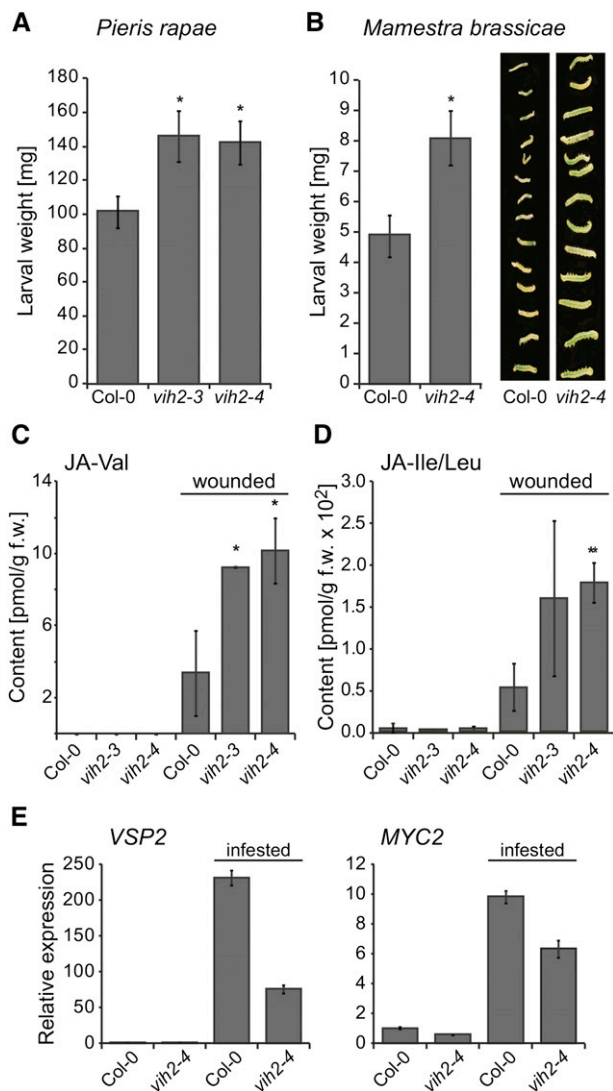 A
Pieris rapae
Larval weight [mg]
180
160
140
120
100
80
60
40
20
0
*
*
Col-0 vih2-3 vih2-4
B
Mamestra brassicae
Larval weight [mg]
10
9
8
7
6
5
4
3
2
1
0
*
Col-0 vih2-4
Col-0 vih2-4
C
JA-Val
wounded
Content [pmol/g f.w.]
14
10
6
2
*
*
Col-0 vih2-3 vih2-4 Col-0 vih2-3 vih2-4
D
JA-Ile/Leu
wounded
Content [pmol/g f.w. x 10²]
3.0
2.5
2.0
1.5
1.0
0.5
0.0
**
Col-0 vih2-3 vih2-4 Col-0 vih2-3 vih2-4
E
VSP2
infested
Relative expression
250
200
150
100
50
0
Col-0 vih2-4 Col-0 vih2-4
MYC2
infested
12
10
8
6
4
2
0
Col-0 vih2-4 Col-0 vih2-4